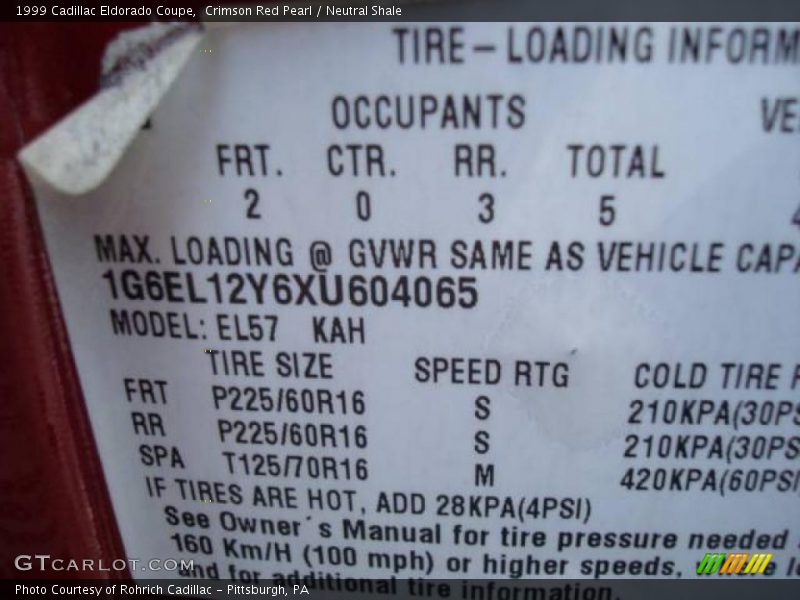 1999 Cadillac Eldorado Coupe, Crimson Red Pearl / Neutral Shale
TIRE-LOADING INFORM
OCCUPANTS VE
FRT. CTR. RR. TOTAL
2 0 3 5
MAX. LOADING @ GVWR SAME AS VEHICLE CAPA
1G6EL12Y6XU604065
MODEL: EL57 KAH
TIRE SIZE SPEED RTG COLD TIRE P
FRT P225/60R16 S 210KPA(30PS
RR P225/60R16 S 210KPA(30PS
SPA T125/70R16 M 420KPA(60PSI
IF TIRES ARE HOT, ADD 28KPA(4PSI)
See Owner´s Manual for tire pressure needed
160 Km/H (100 mph) or higher speeds,
and for additional tire information.
GTCARLOT.COM
Photo Courtesy of Rohrich Cadillac - Pittsburgh, PA